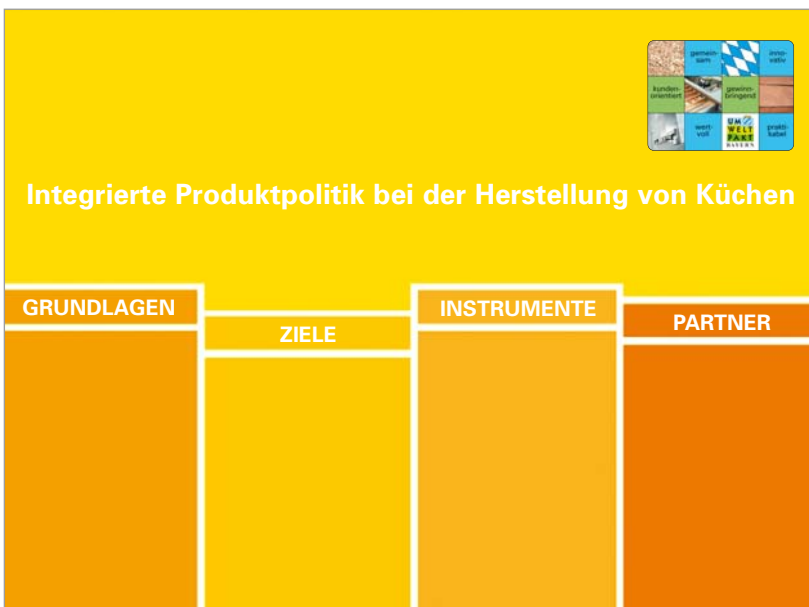 gemein-
sam
inno-
vativ
kunden-
orientiert
gewinn-
bringend
wert-
voll
UM
WELT
PAKT
BAYERN
prakti-
kabel
Integrierte Produktpolitik bei der Herstellung von Küchen
GRUNDLAGEN
ZIELE
INSTRUMENTE
PARTNER